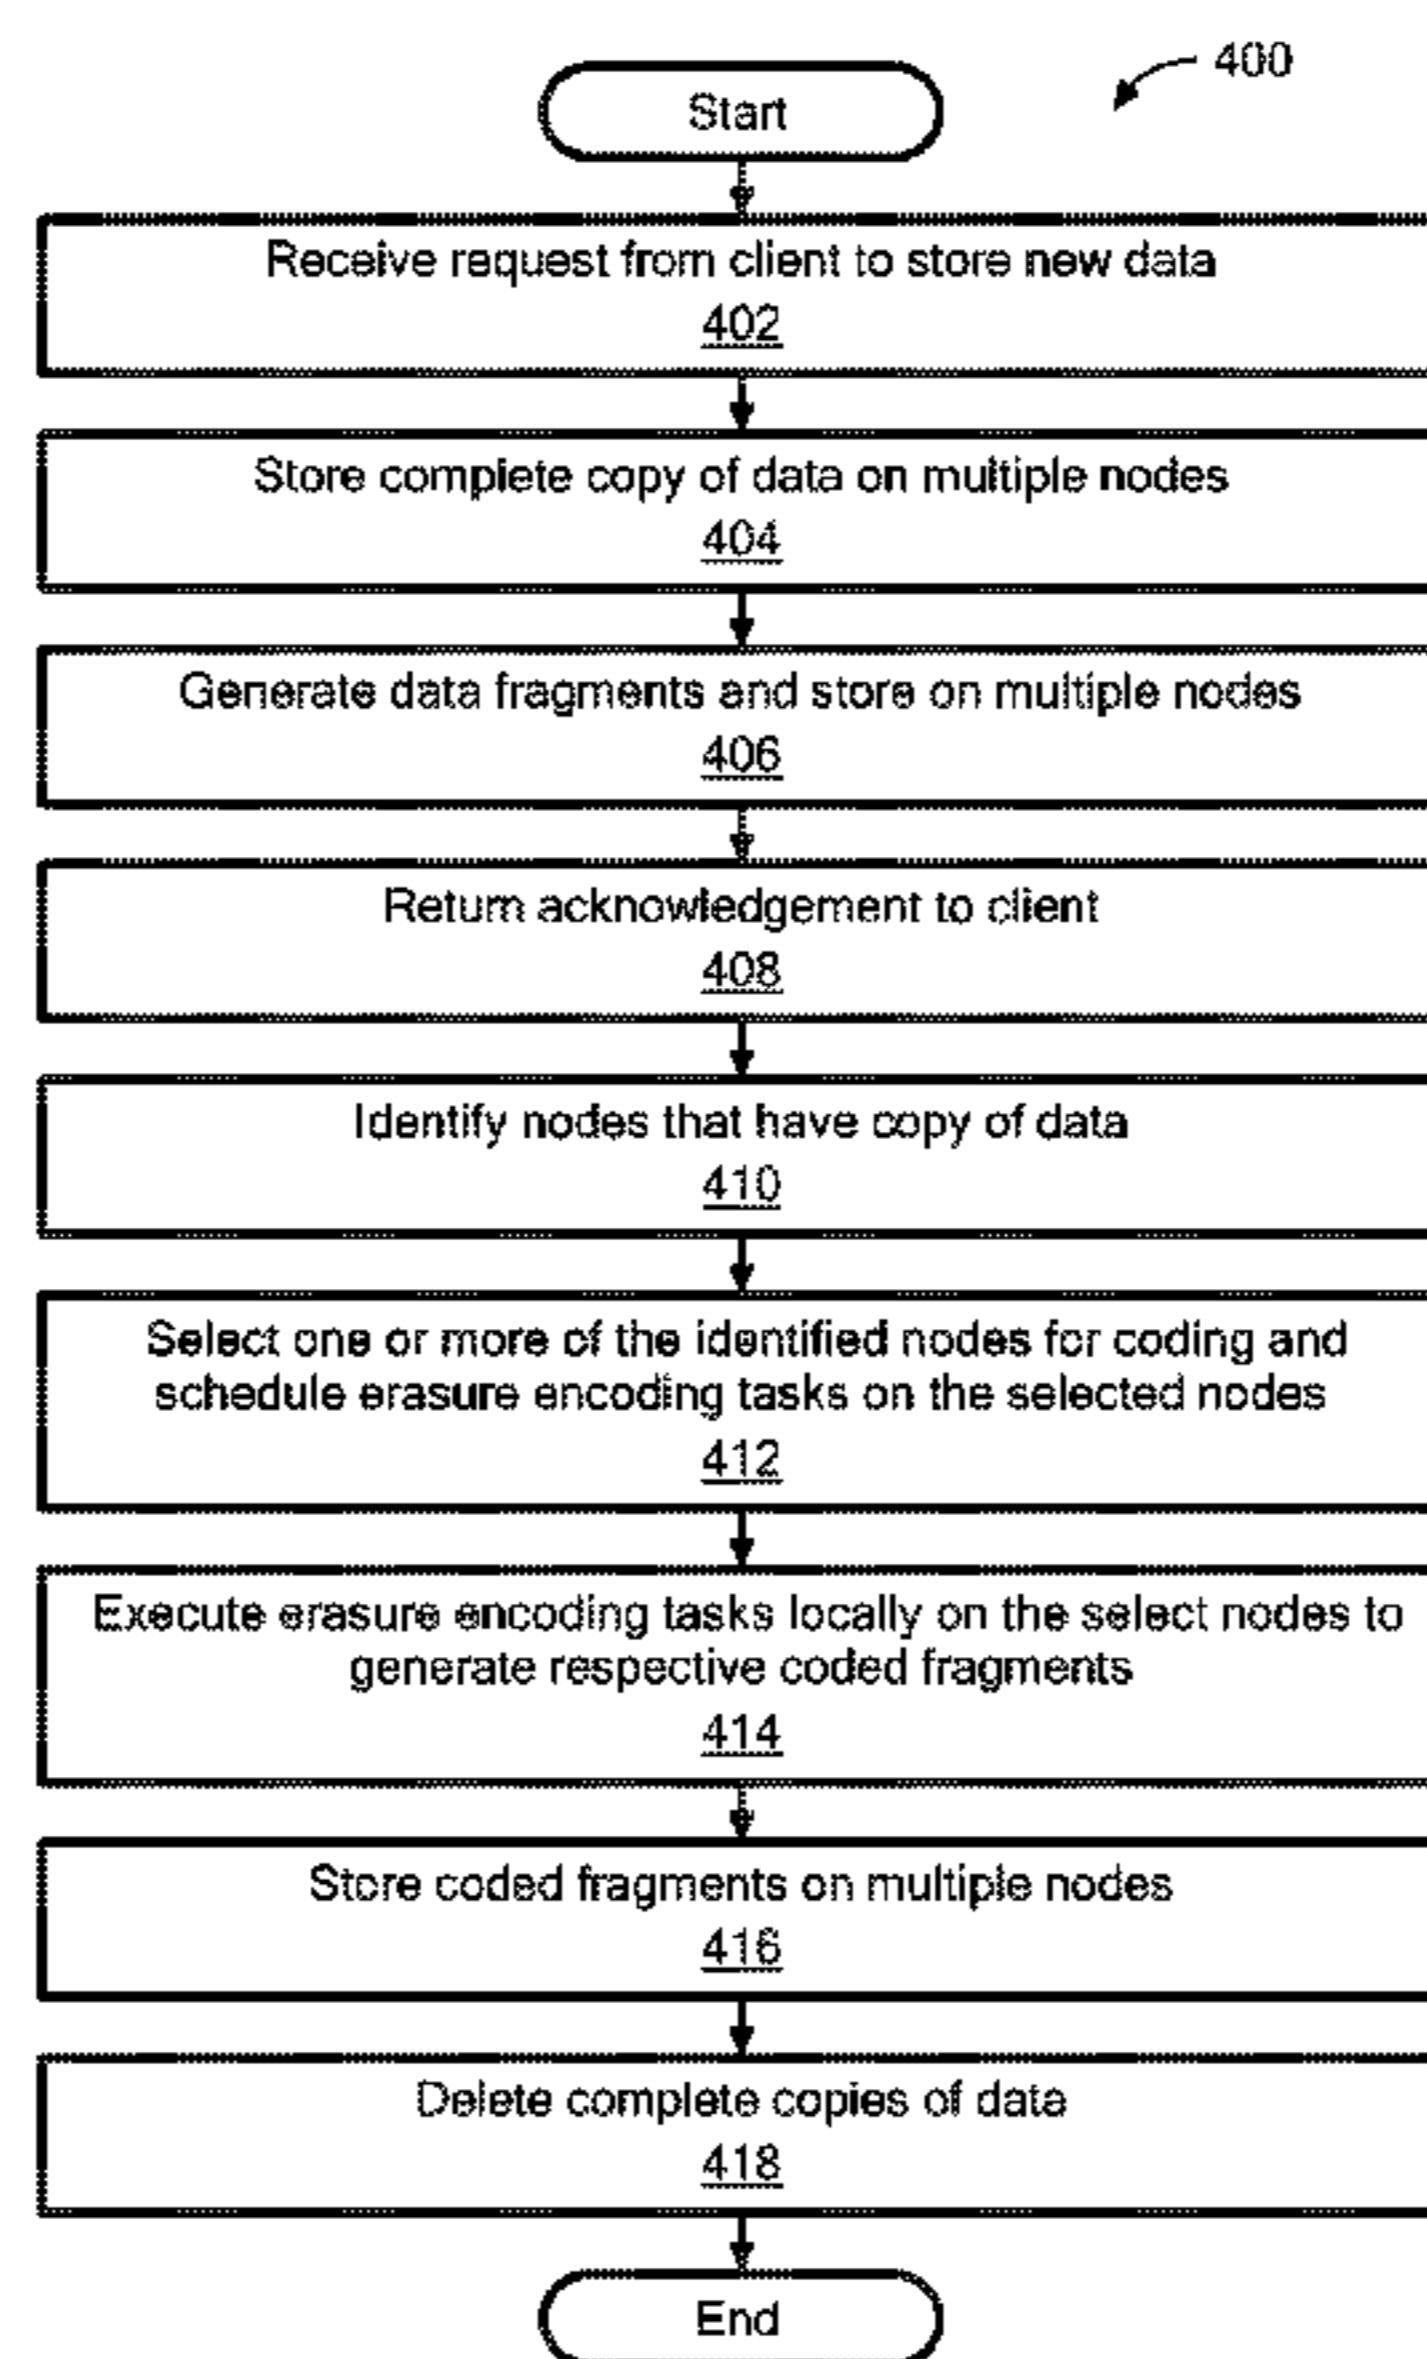 400
Start
Receive request from client to store new data
402
Store complete copy of data on multiple nodes
404
Generate data fragments and store on multiple nodes
406
Return acknowledgement to client
408
Identify nodes that have copy of data
410
Select one or more of the identified nodes for coding and
schedule erasure encoding tasks on the selected nodes
412
Execute erasure encoding tasks locally on the select nodes to
generate respective coded fragments
414
Store coded fragments on multiple nodes
416
Delete complete copies of data
418
End